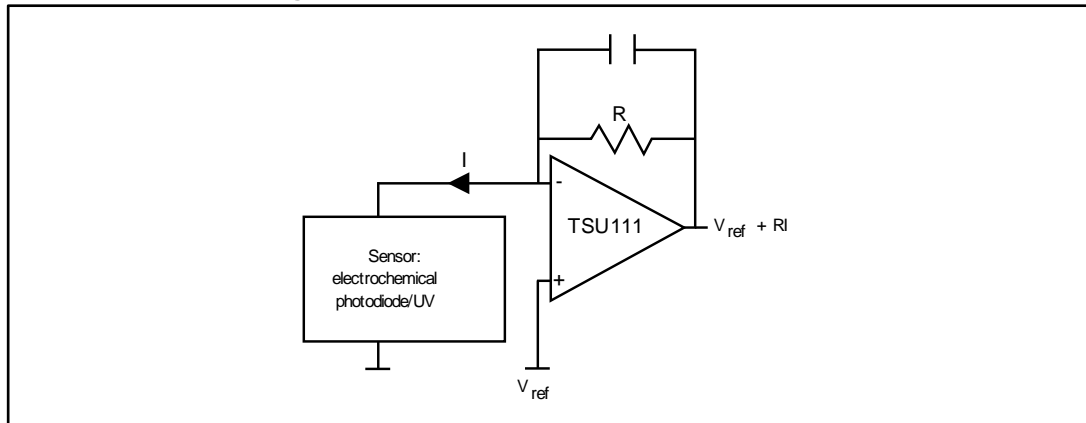 R
I
-
TSU111
V ref + RI
Sensor:
electrochemical
photodiode/UV
+
V ref